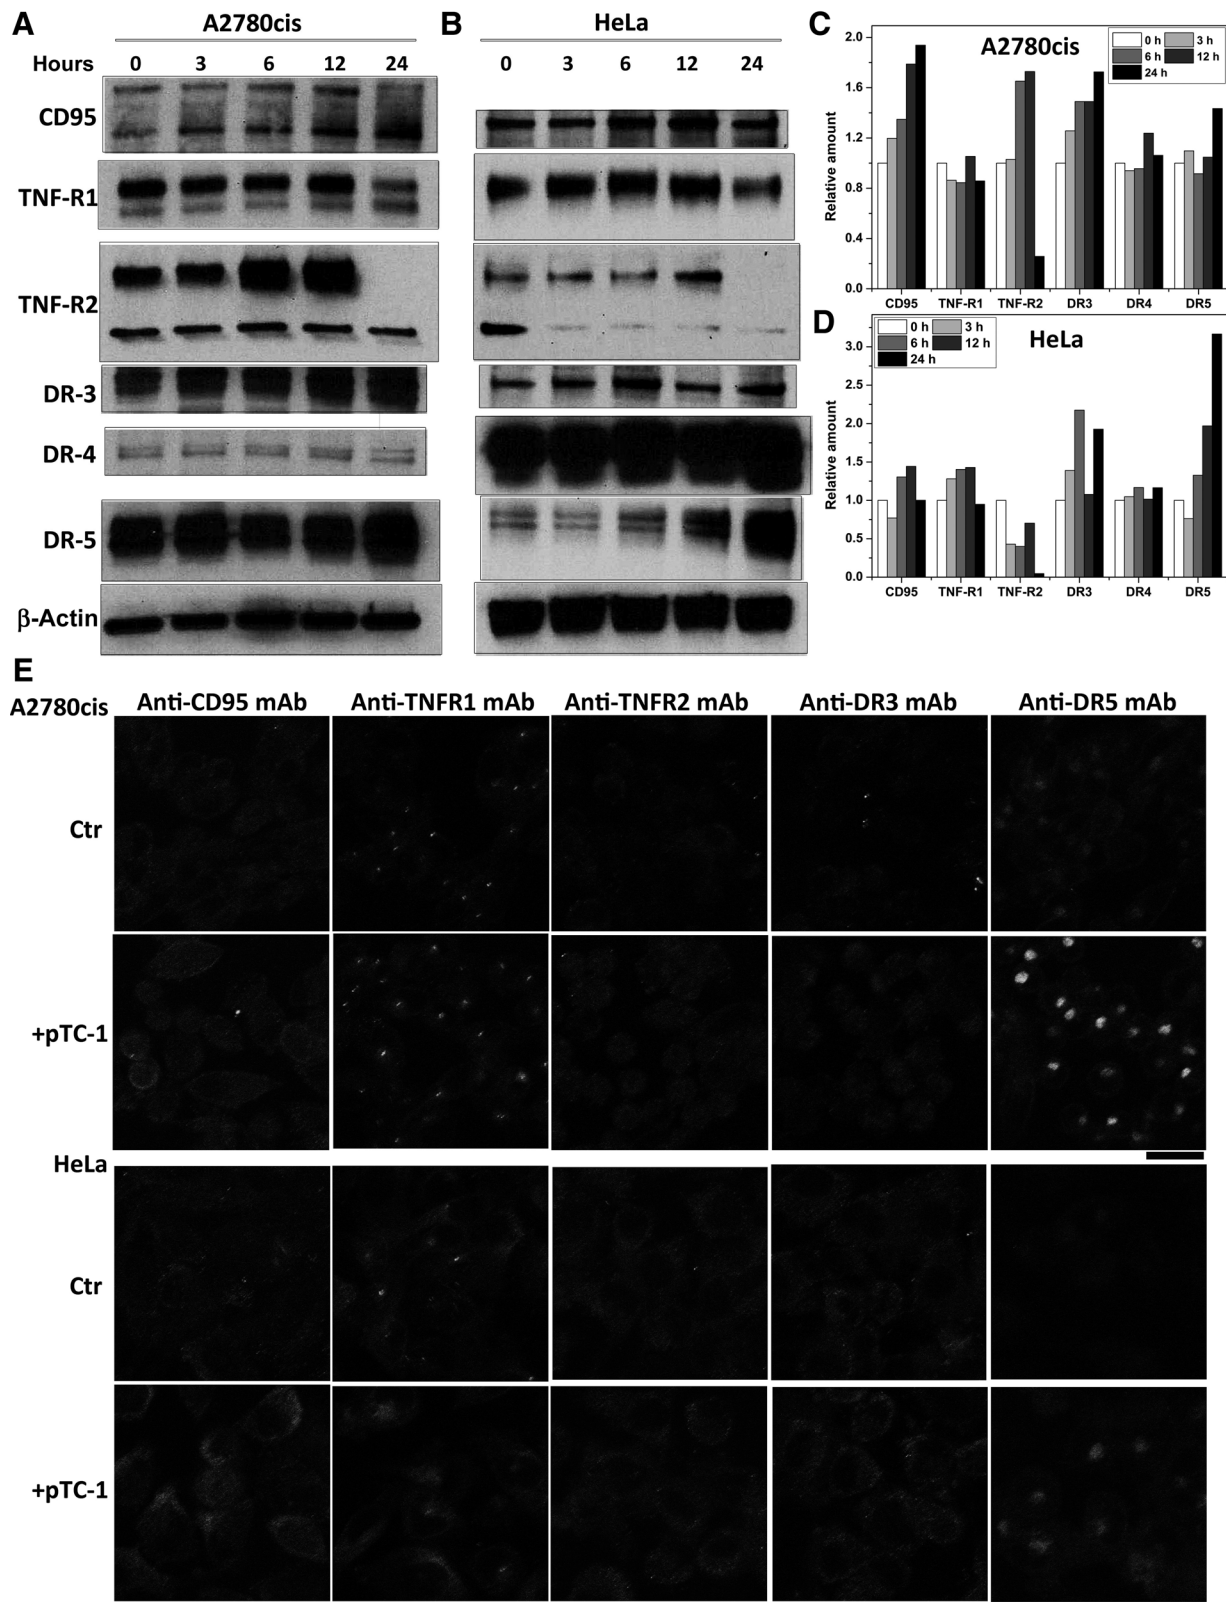 A
A2780cis
Hours 0 3 6 12 24
CD95
TNF-R1
TNF-R2
DR-3
DR-4
DR-5
β-Actin
B
HeLa
0 3 6 12 24
C
A2780cis
0 h 3 h
6 h 12 h
24 h
Relative amount
2.0
1.6
1.2
0.8
0.4
0.0
CD95 TNF-R1 TNF-R2 DR3 DR4 DR5
D
HeLa
0 h 3 h
6 h 12 h
24 h
Relative amount
3.0
2.5
2.0
1.5
1.0
0.5
0.0
CD95 TNF-R1 TNF-R2 DR3 DR4 DR5
E
A2780cis
Anti-CD95 mAb Anti-TNFR1 mAb Anti-TNFR2 mAb Anti-DR3 mAb Anti-DR5 mAb
Ctr
+pTC-1
HeLa
Ctr
+pTC-1